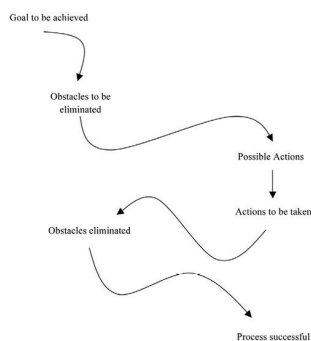 Goal to be achieved
Obstacles to be
eliminated
Possible Actions
Actions to be taken
Obstacles eliminated
Process successful